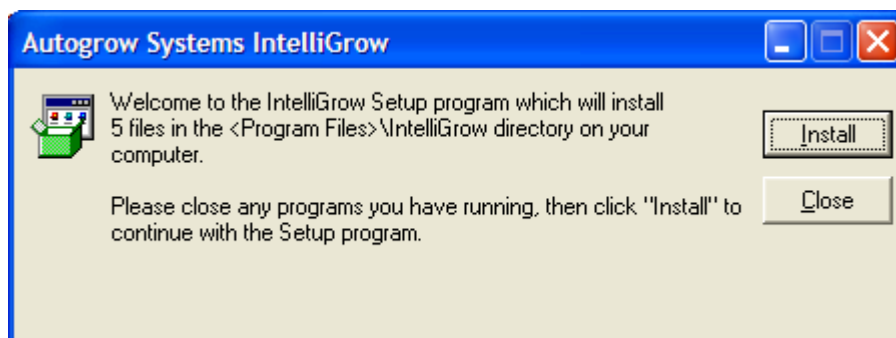 Autogrow Systems IntelliGrow
Welcome to the IntelliGrow Setup program which will install
5 files in the <Program Files>\IntelliGrow directory on your
computer.
Install
Close
Please close any programs you have running, then click "Install" to
continue with the Setup program.